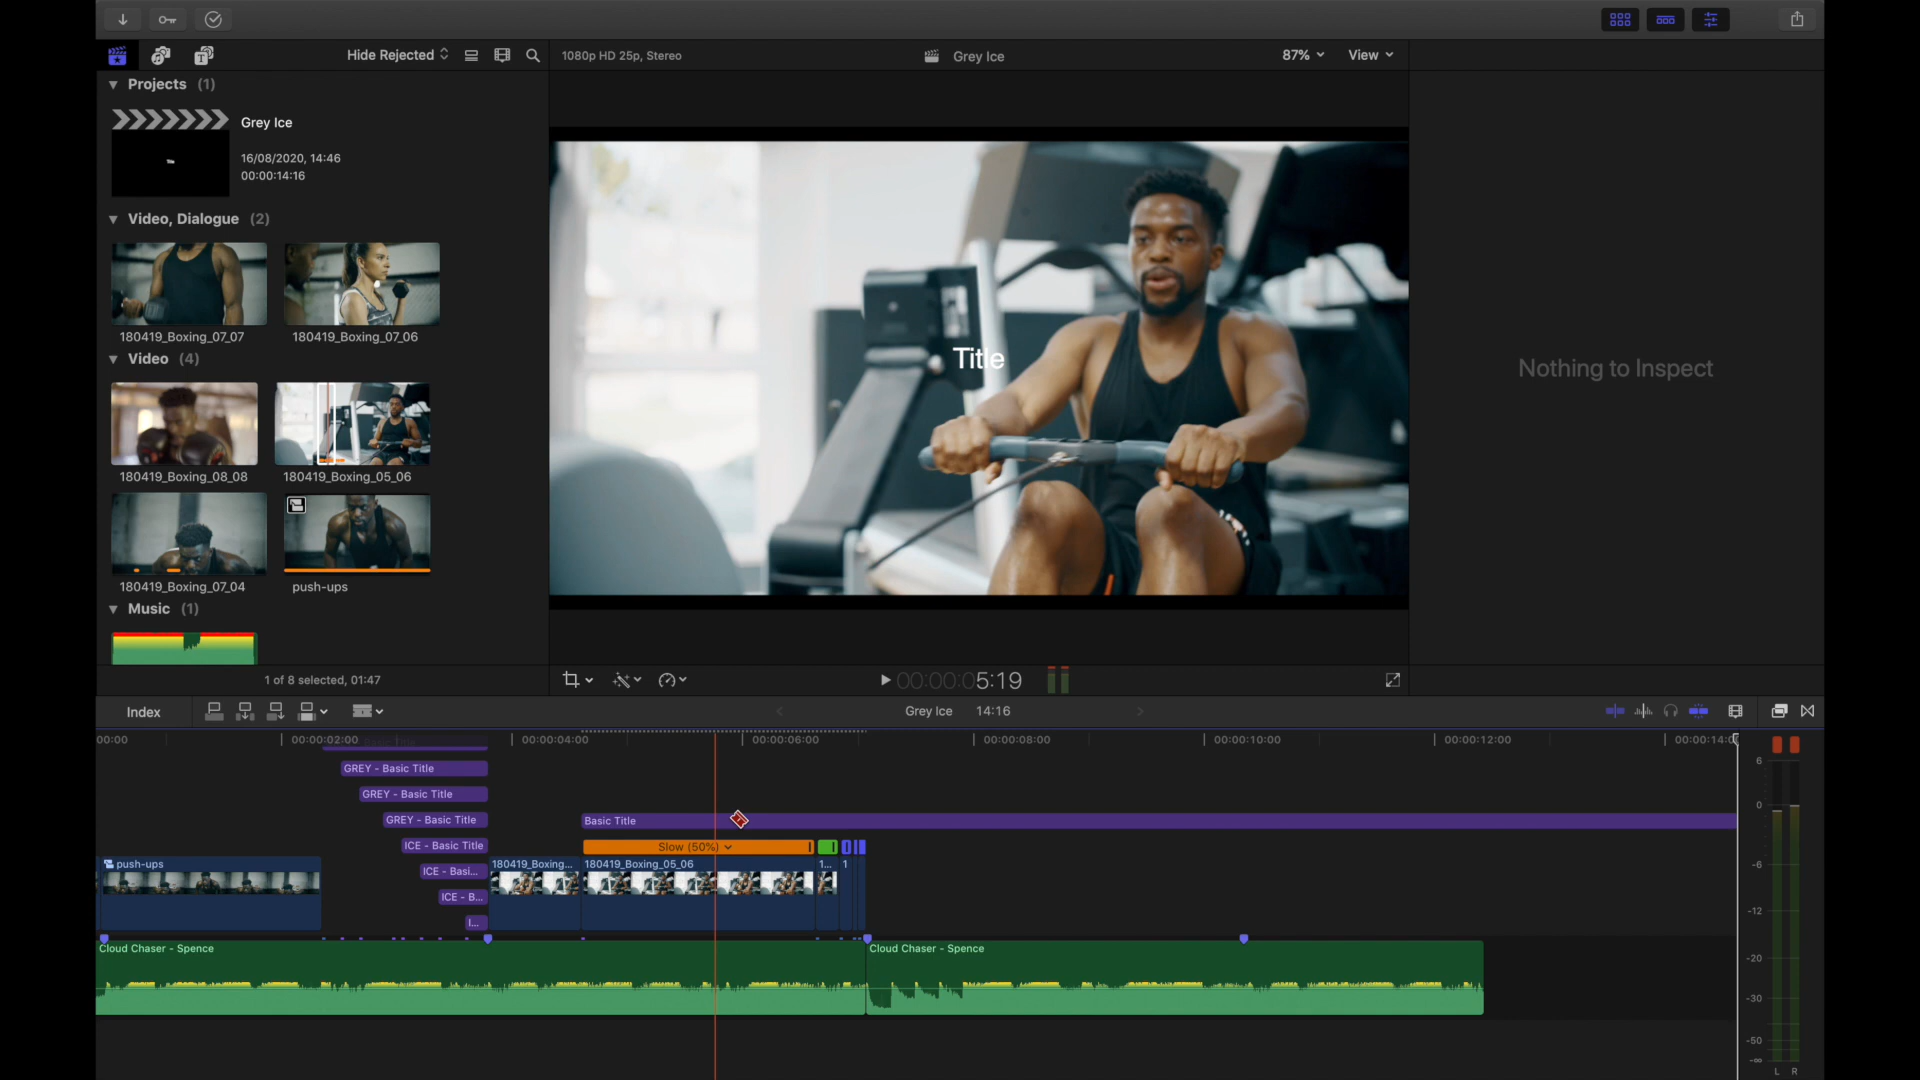 Hide Rejected
1080p HD 25p, Stereo
Grey Ice
87%
View
Projects (1)
Grey Ice
16/08/2020, 14:46
00:00:14:16
Video, Dialogue (2)
180419_Boxing_07_07
180419_Boxing_07_06
Video (4)
180419_Boxing_08_08
180419_Boxing_05_06
180419_Boxing_07_04
push-ups
Music (1)
Title
Nothing to Inspect
1 of 8 selected, 01:47
00:00:05:19
Index
Grey Ice 14:16
00:00 00:00:02:00 00:00:04:00 00:00:06:00 00:00:08:00 00:00:10:00 00:00:12:00 00:00:14:0
GREY - Basic Title
GREY - Basic Title
GREY - Basic Title
Basic Title
ICE - Basic Title
Slow (50%)
push-ups
180419_Boxing...
180419_Boxing_05_06
1...
1
ICE - Basi...
ICE - B...
I...
Cloud Chaser - Spence
Cloud Chaser - Spence
6
0
-6
-12
-20
-30
-50
-∞
L R